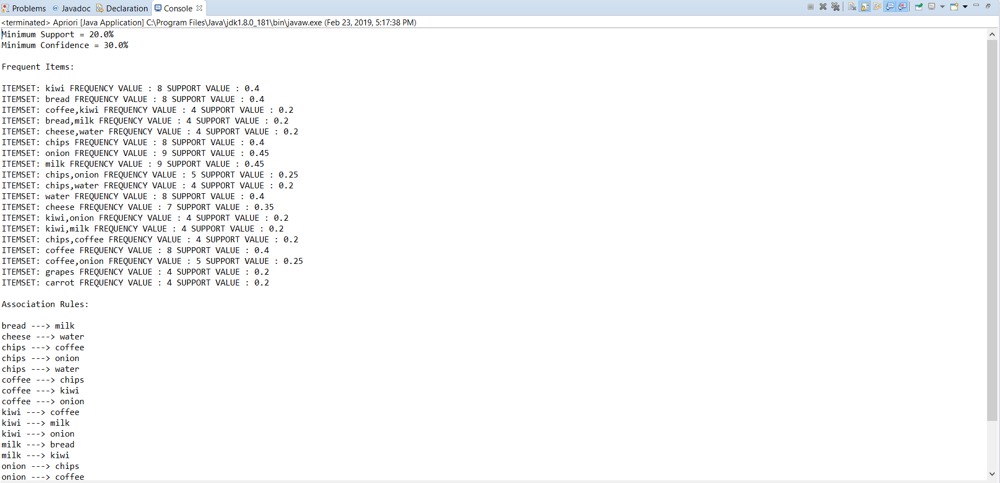 Problems @ Javadoc Declaration Console
<terminated> Apriori [Java Application] C:\Program Files\Java\jdk1.8.0_181\bin\javaw.exe (Feb 23, 2019, 5:17:38 PM)
Minimum Support = 20.0%
Minimum Confidence = 30.0%
Frequent Items:
ITEMSET: kiwi FREQUENCY VALUE : 8 SUPPORT VALUE : 0.4
ITEMSET: bread FREQUENCY VALUE : 8 SUPPORT VALUE : 0.4
ITEMSET: coffee,kiwi FREQUENCY VALUE : 4 SUPPORT VALUE : 0.2
ITEMSET: bread,milk FREQUENCY VALUE : 4 SUPPORT VALUE : 0.2
ITEMSET: cheese,water FREQUENCY VALUE : 4 SUPPORT VALUE : 0.2
ITEMSET: chips FREQUENCY VALUE : 8 SUPPORT VALUE : 0.4
ITEMSET: onion FREQUENCY VALUE : 9 SUPPORT VALUE : 0.45
ITEMSET: milk FREQUENCY VALUE : 9 SUPPORT VALUE : 0.45
ITEMSET: chips,onion FREQUENCY VALUE : 5 SUPPORT VALUE : 0.25
ITEMSET: chips,water FREQUENCY VALUE : 4 SUPPORT VALUE : 0.2
ITEMSET: water FREQUENCY VALUE : 8 SUPPORT VALUE : 0.4
ITEMSET: cheese FREQUENCY VALUE : 7 SUPPORT VALUE : 0.35
ITEMSET: kiwi,onion FREQUENCY VALUE : 4 SUPPORT VALUE : 0.2
ITEMSET: kiwi,milk FREQUENCY VALUE : 4 SUPPORT VALUE : 0.2
ITEMSET: chips,coffee FREQUENCY VALUE : 4 SUPPORT VALUE : 0.2
ITEMSET: coffee FREQUENCY VALUE : 8 SUPPORT VALUE : 0.4
ITEMSET: coffee,onion FREQUENCY VALUE : 5 SUPPORT VALUE : 0.25
ITEMSET: grapes FREQUENCY VALUE : 4 SUPPORT VALUE : 0.2
ITEMSET: carrot FREQUENCY VALUE : 4 SUPPORT VALUE : 0.2
Association Rules:
bread ---> milk
cheese ---> water
chips ---> coffee
chips ---> onion
chips ---> water
coffee ---> chips
coffee ---> kiwi
coffee ---> onion
kiwi ---> coffee
kiwi ---> milk
kiwi ---> onion
milk ---> bread
milk ---> kiwi
onion ---> chips
onion ---> coffee